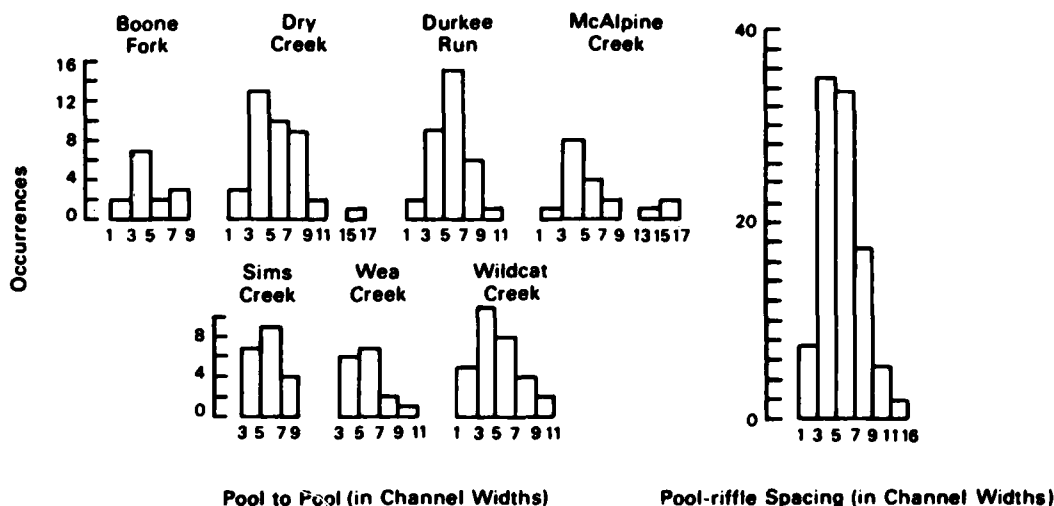 Boone Fork
Dry Creek
Durkee Run
McAlpine Creek
16
12
8
4
0
Occurrences
1 3 5 7 9
1 3 5 7 9 11 15 17
1 3 5 7 9 11
1 3 5 7 9 13 15 17
Sims Creek
Wea Creek
Wildcat Creek
8
4
0
3 5 7 9
3 5 7 9 11
1 3 5 7 9 11
Pool to Pool (in Channel Widths)
40
20
0
1 3 5 7 9 11 16
Pool-riffle Spacing (in Channel Widths)